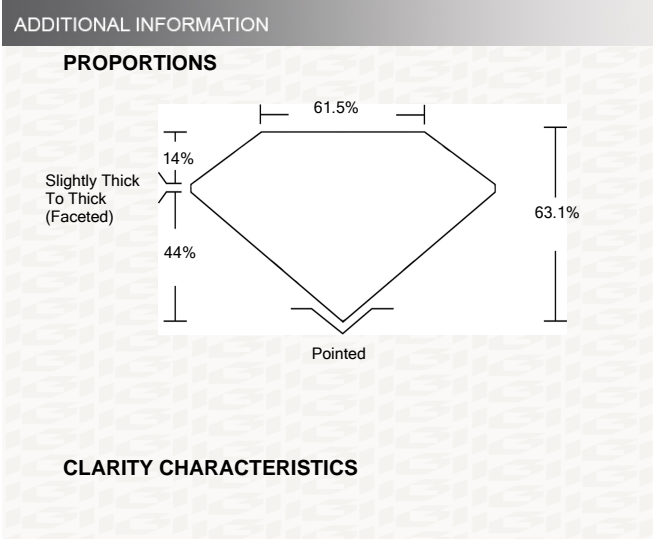 ADDITIONAL INFORMATION
PROPORTIONS
61.5%
14%
Slightly Thick
To Thick
(Faceted)
63.1%
44%
Pointed
CLARITY CHARACTERISTICS